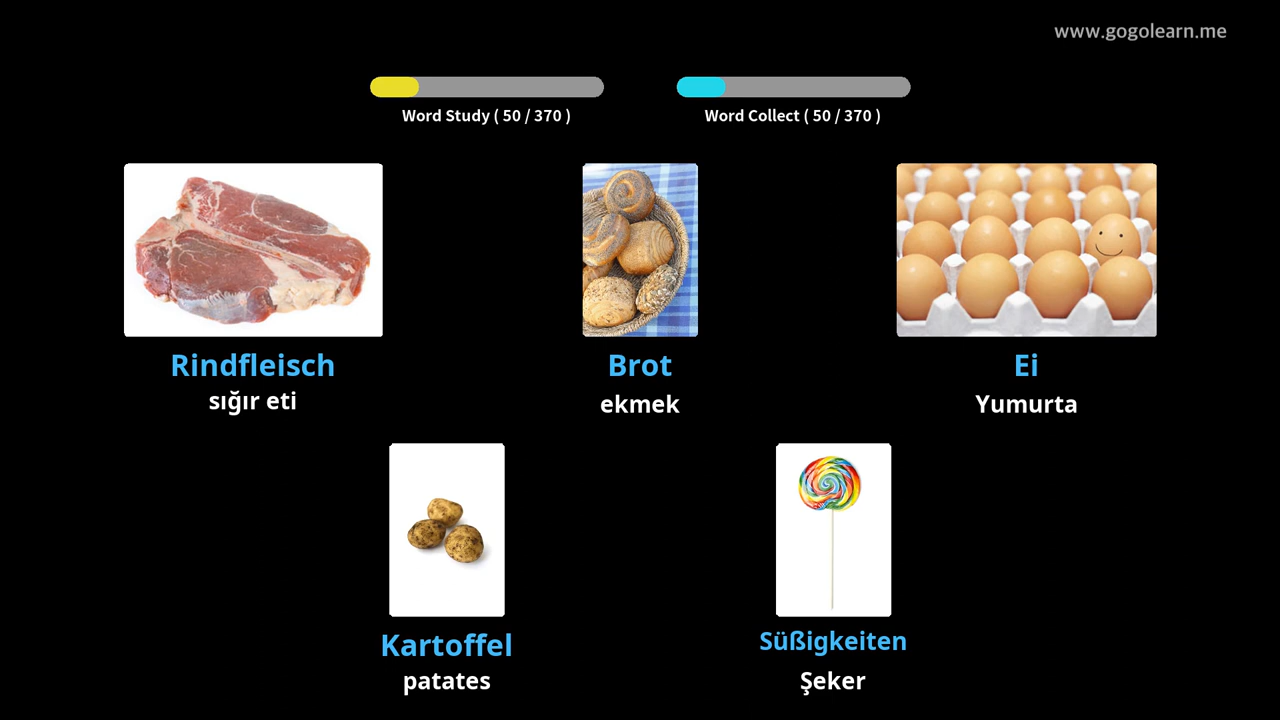 www.gogolearn.me
Word Study ( 50 / 370 )
Word Collect ( 50 / 370 )
Rindfleisch
sığır eti
Brot
ekmek
Ei
Yumurta
Kartoffel
patates
Süßigkeiten
Şeker